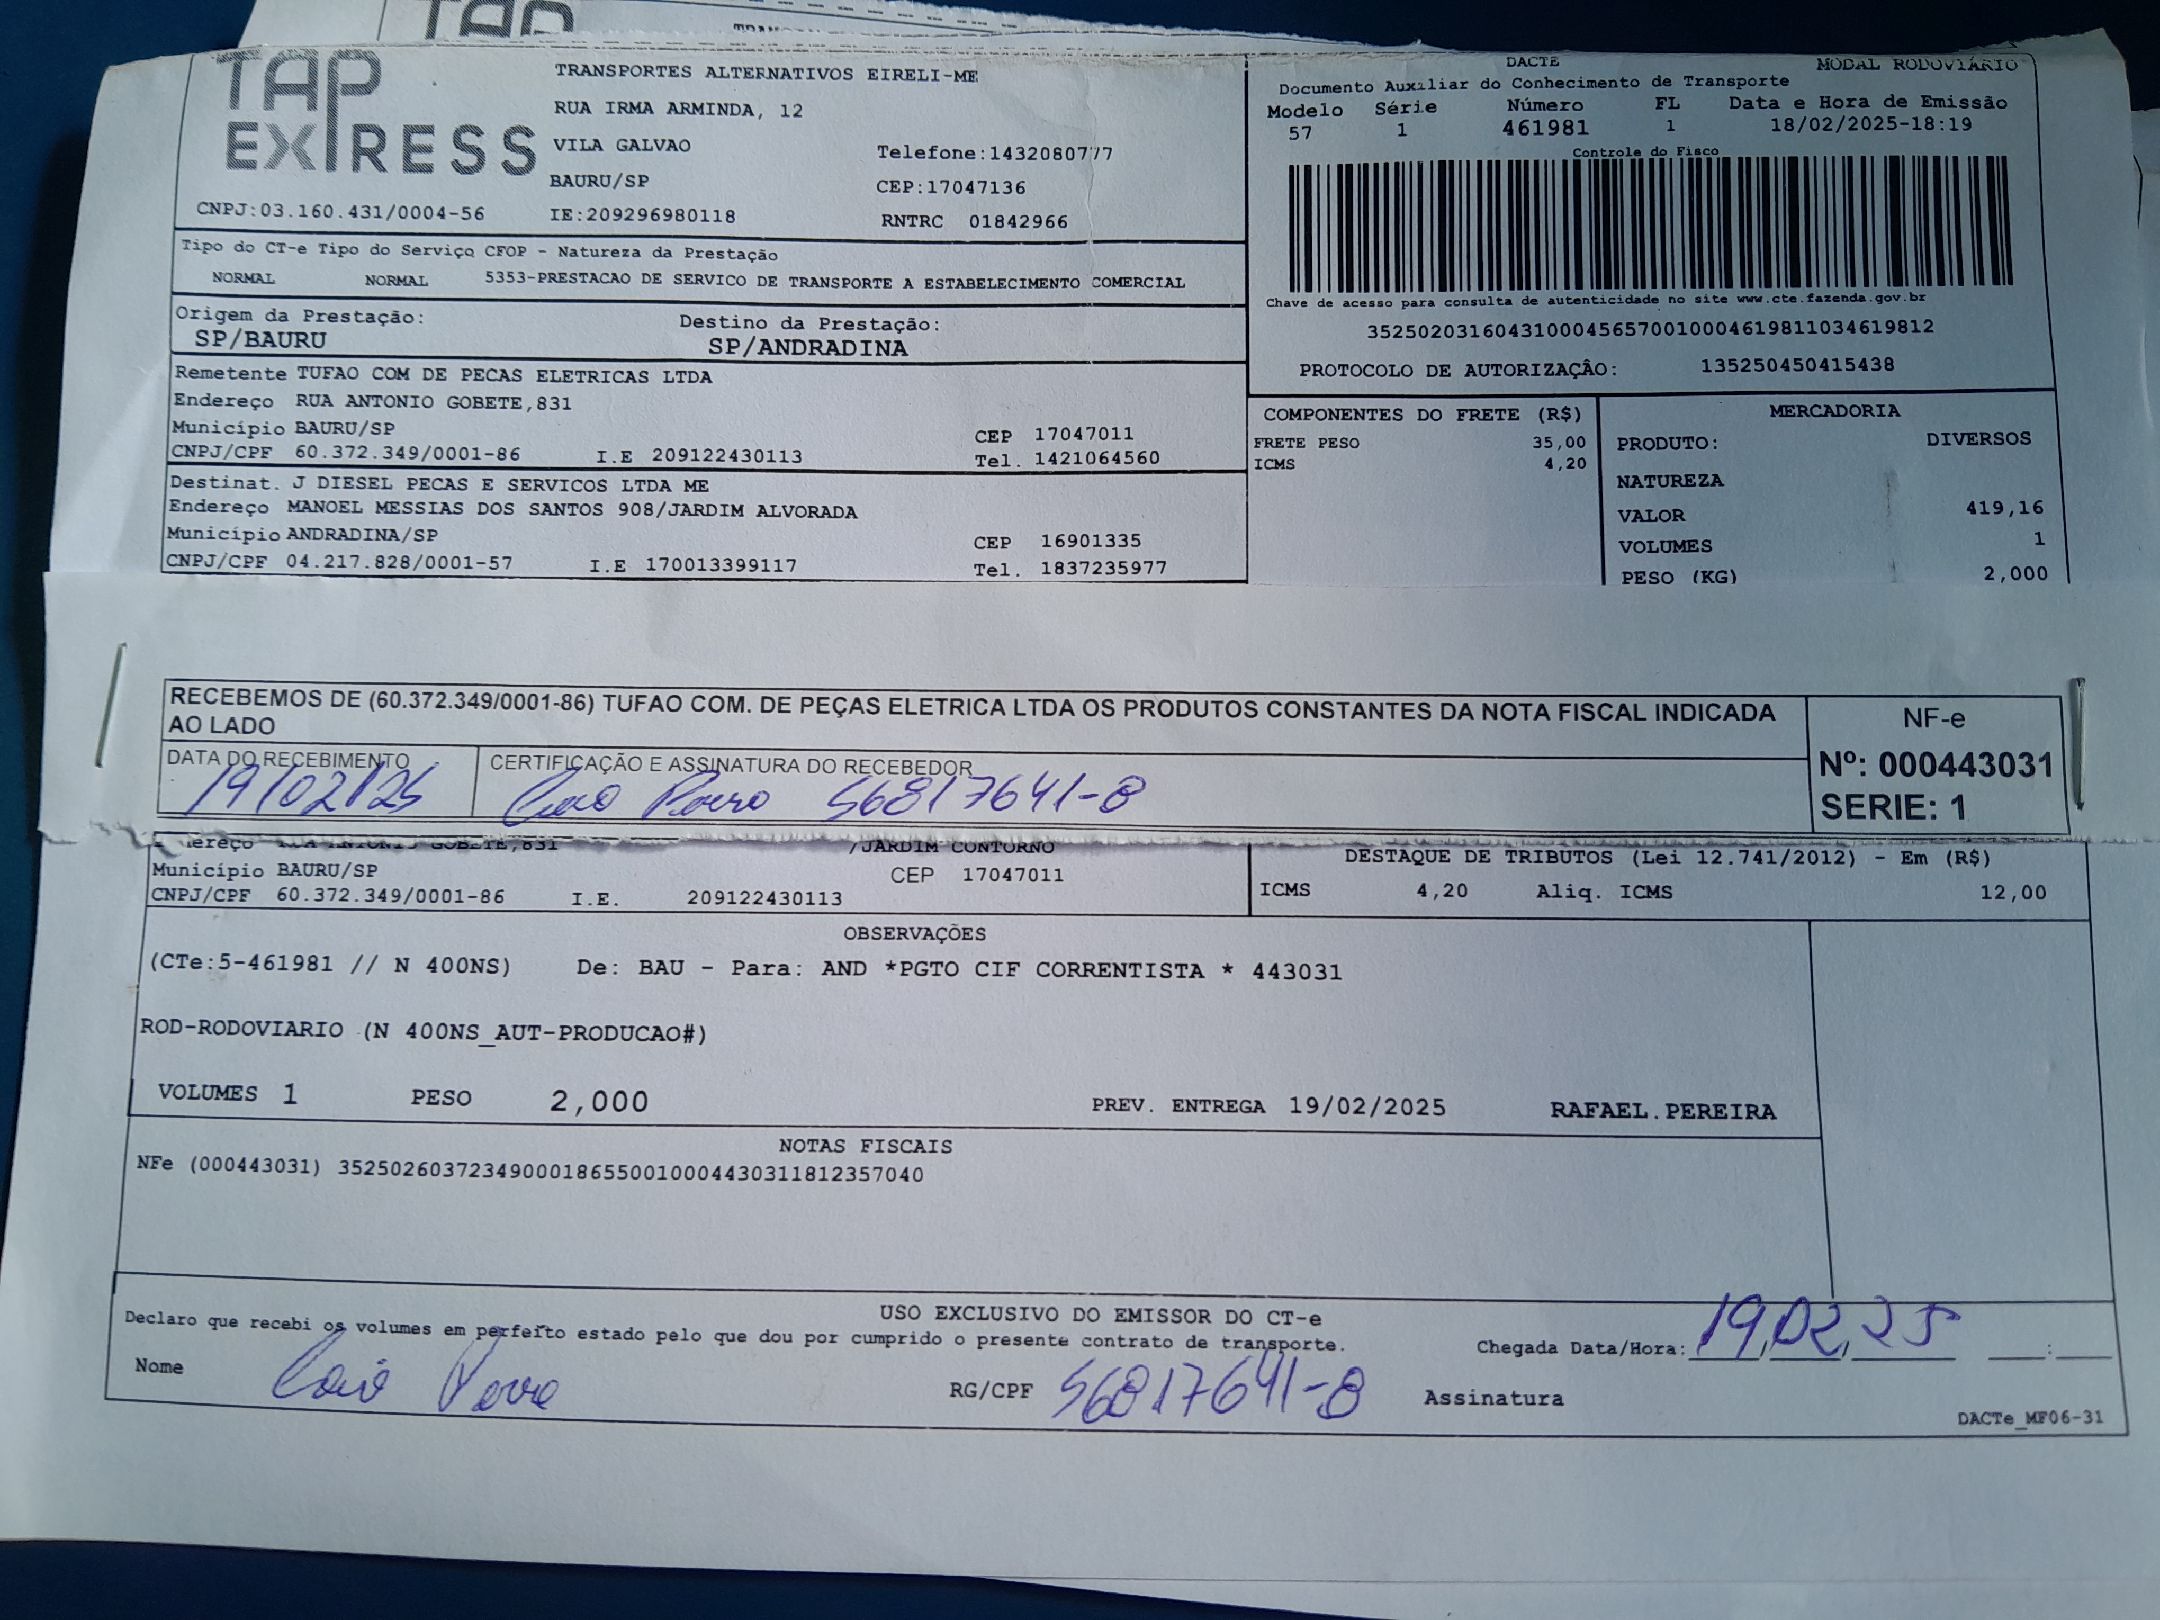 TAP
EXPRESS
TRANSPORTES ALTERNATIVOS EIRELI-ME
RUA IRMA ARMINDA, 12
VILA GALVAO
Telefone:1432080777
BAURU/SP
CEP:17047136
CNPJ:03.160.431/0004-56 IE:209296980118 RNTRC 01842966
DACTE MODAL RODOVIÁRIO
Documento Auxiliar do Conhecimento de Transporte
Modelo Série Número FL Data e Hora de Emissão
57 1 461981 1 18/02/2025-18:19
Controle do Fisco
Chave de acesso para consulta de autenticidade no site www.cte.fazenda.gov.br
35250203160431000456570010004619811034619812
PROTOCOLO DE AUTORIZAÇÂO: 135250450415438
Tipo do CT-e Tipo do Serviço CFOP - Natureza da Prestação
NORMAL NORMAL 5353-PRESTACAO DE SERVICO DE TRANSPORTE A ESTABELECIMENTO COMERCIAL
Origem da Prestação: Destino da Prestação:
SP/BAURU SP/ANDRADINA
Remetente TUFAO COM DE PECAS ELETRICAS LTDA
Endereço RUA ANTONIO GOBETE,831
Município BAURU/SP CEP 17047011
CNPJ/CPF 60.372.349/0001-86 I.E 209122430113 Tel. 1421064560
Destinat. J DIESEL PECAS E SERVICOS LTDA ME
Endereço MANOEL MESSIAS DOS SANTOS 908/JARDIM ALVORADA
Município ANDRADINA/SP CEP 16901335
CNPJ/CPF 04.217.828/0001-57 I.E 170013399117 Tel. 1837235977
COMPONENTES DO FRETE (R$)
FRETE PESO 35,00
ICMS 4,20
MERCADORIA
PRODUTO: DIVERSOS
NATUREZA
VALOR 419,16
VOLUMES 1
PESO (KG) 2,000
RECEBEMOS DE (60.372.349/0001-86) TUFAO COM. DE PEÇAS ELETRICA LTDA OS PRODUTOS CONSTANTES DA NOTA FISCAL INDICADA
AO LADO
DATA DO RECEBIMENTO CERTIFICAÇÃO E ASSINATURA DO RECEBEDOR
19/02/25 56817641-8
NF-e
Nº: 000443031
SERIE: 1
Endereço RUA ANTONIO GOBETE,831 /JARDIM CONTORNO
Município BAURU/SP CEP 17047011
CNPJ/CPF 60.372.349/0001-86 I.E. 209122430113
DESTAQUE DE TRIBUTOS (Lei 12.741/2012) - Em (R$)
ICMS 4,20 Aliq. ICMS 12,00
OBSERVAÇÕES
(CTe:5-461981 // N 400NS) De: BAU - Para: AND *PGTO CIF CORRENTISTA * 443031
ROD-RODOVIARIO (N 400NS_AUT-PRODUCAO#)
VOLUMES 1 PESO 2,000 PREV. ENTREGA 19/02/2025 RAFAEL.PEREIRA
NOTAS FISCAIS
NFe (000443031) 35250260372349000186550010004430311812357040
USO EXCLUSIVO DO EMISSOR DO CT-e
Declaro que recebi os volumes em perfeito estado pelo que dou por cumprido o presente contrato de transporte.
Chegada Data/Hora: 19,02,25 :
Nome RG/CPF 56817641-8 Assinatura
DACTe_MF06-31